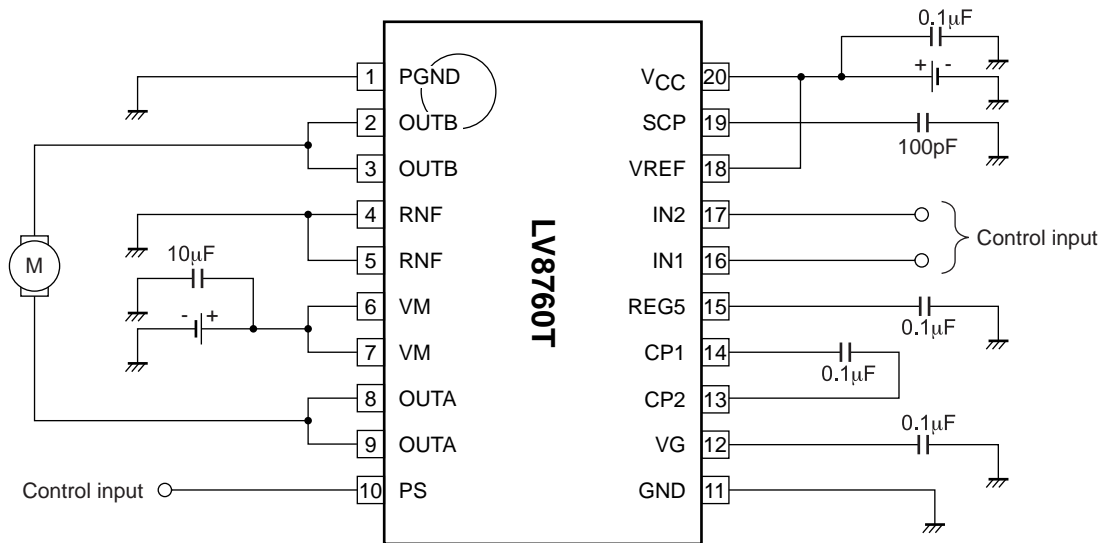 0.1μF
+ -
1 PGND
VCC 20
2 OUTB
SCP 19
100pF
3 OUTB
VREF 18
4 RNF
IN2 17
Control input
10μF
5 RNF
IN1 16
M
LV8760T
6 VM
REG5 15
- +
0.1μF
7 VM
CP1 14
0.1μF
8 OUTA
CP2 13
0.1μF
9 OUTA
VG 12
Control input
10 PS
GND 11